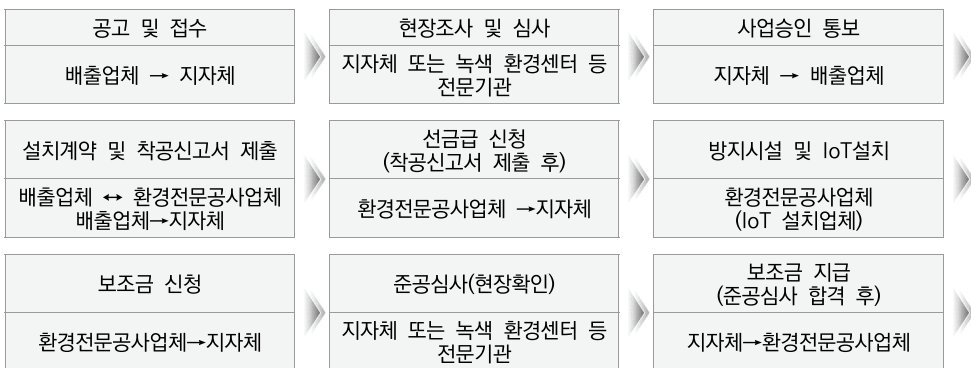 공고 및 접수
배출업체 → 지자체
현장조사 및 심사
지자체 또는 녹색 환경센터 등
전문기관
사업승인 통보
지자체 → 배출업체
설치계약 및 착공신고서 제출
배출업체 ↔ 환경전문공사업체
배출업체→지자체
선금급 신청
(착공신고서 제출 후)
환경전문공사업체 →지자체
방지시설 및 IoT설치
환경전문공사업체
(IoT 설치업체)
보조금 신청
환경전문공사업체→지자체
준공심사(현장확인)
지자체 또는 녹색 환경센터 등
전문기관
보조금 지급
(준공심사 합격 후)
지자체→환경전문공사업체